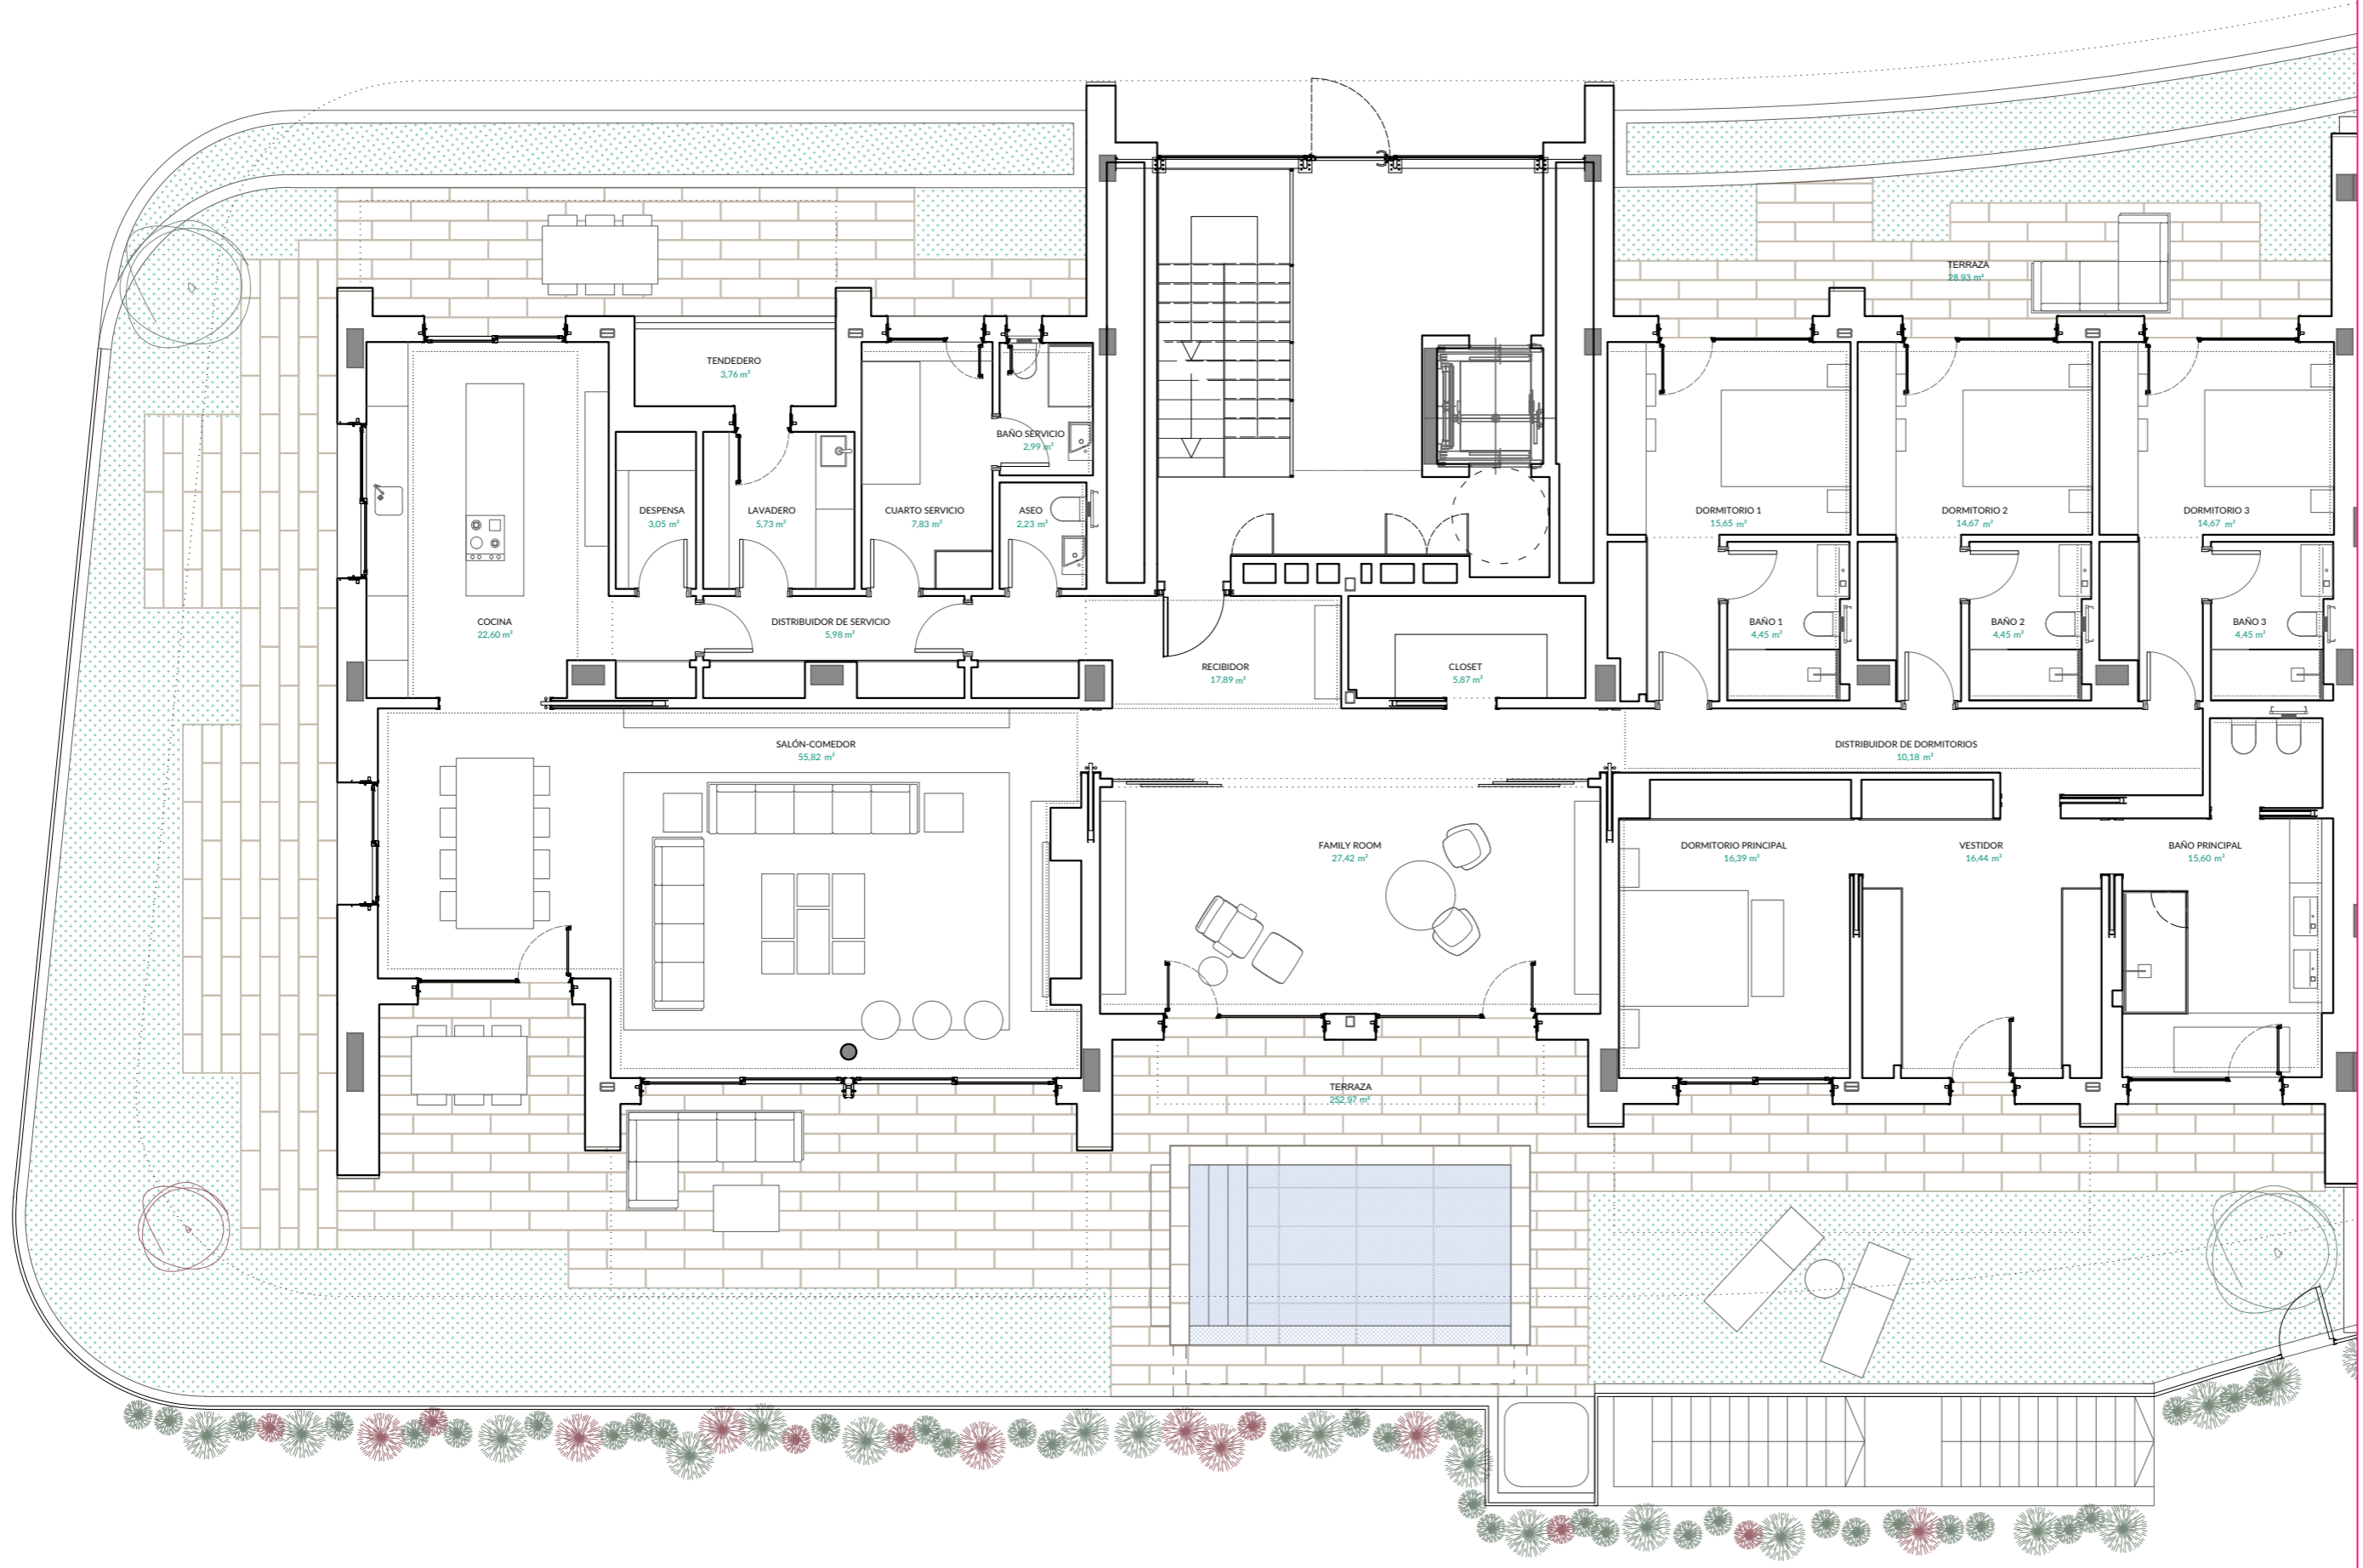 TERRAZA
28.93 m²
TENDEDERO
3,76 m²
BAÑO SERVICIO
2,99 m²
DESPENSA
3,05 m²
LAVADERO
5,73 m²
CUARTO SERVICIO
7,83 m²
ASEO
2,23 m²
DORMITORIO 1
15,65 m²
DORMITORIO 2
14,67 m²
DORMITORIO 3
14,67 m²
COCINA
22,60 m²
DISTRIBUIDOR DE SERVICIO
5,98 m²
BAÑO 1
4,45 m²
BAÑO 2
4,45 m²
BAÑO 3
4,45 m²
RECIBIDOR
17,89 m²
CLOSET
5,87 m²
SALÓN-COMEDOR
55,82 m²
DISTRIBUIDOR DE DORMITORIOS
10,18 m²
FAMILY ROOM
27,42 m²
DORMITORIO PRINCIPAL
16,39 m²
VESTIDOR
16,44 m²
BAÑO PRINCIPAL
15,60 m²
TERRAZA
252,97 m²